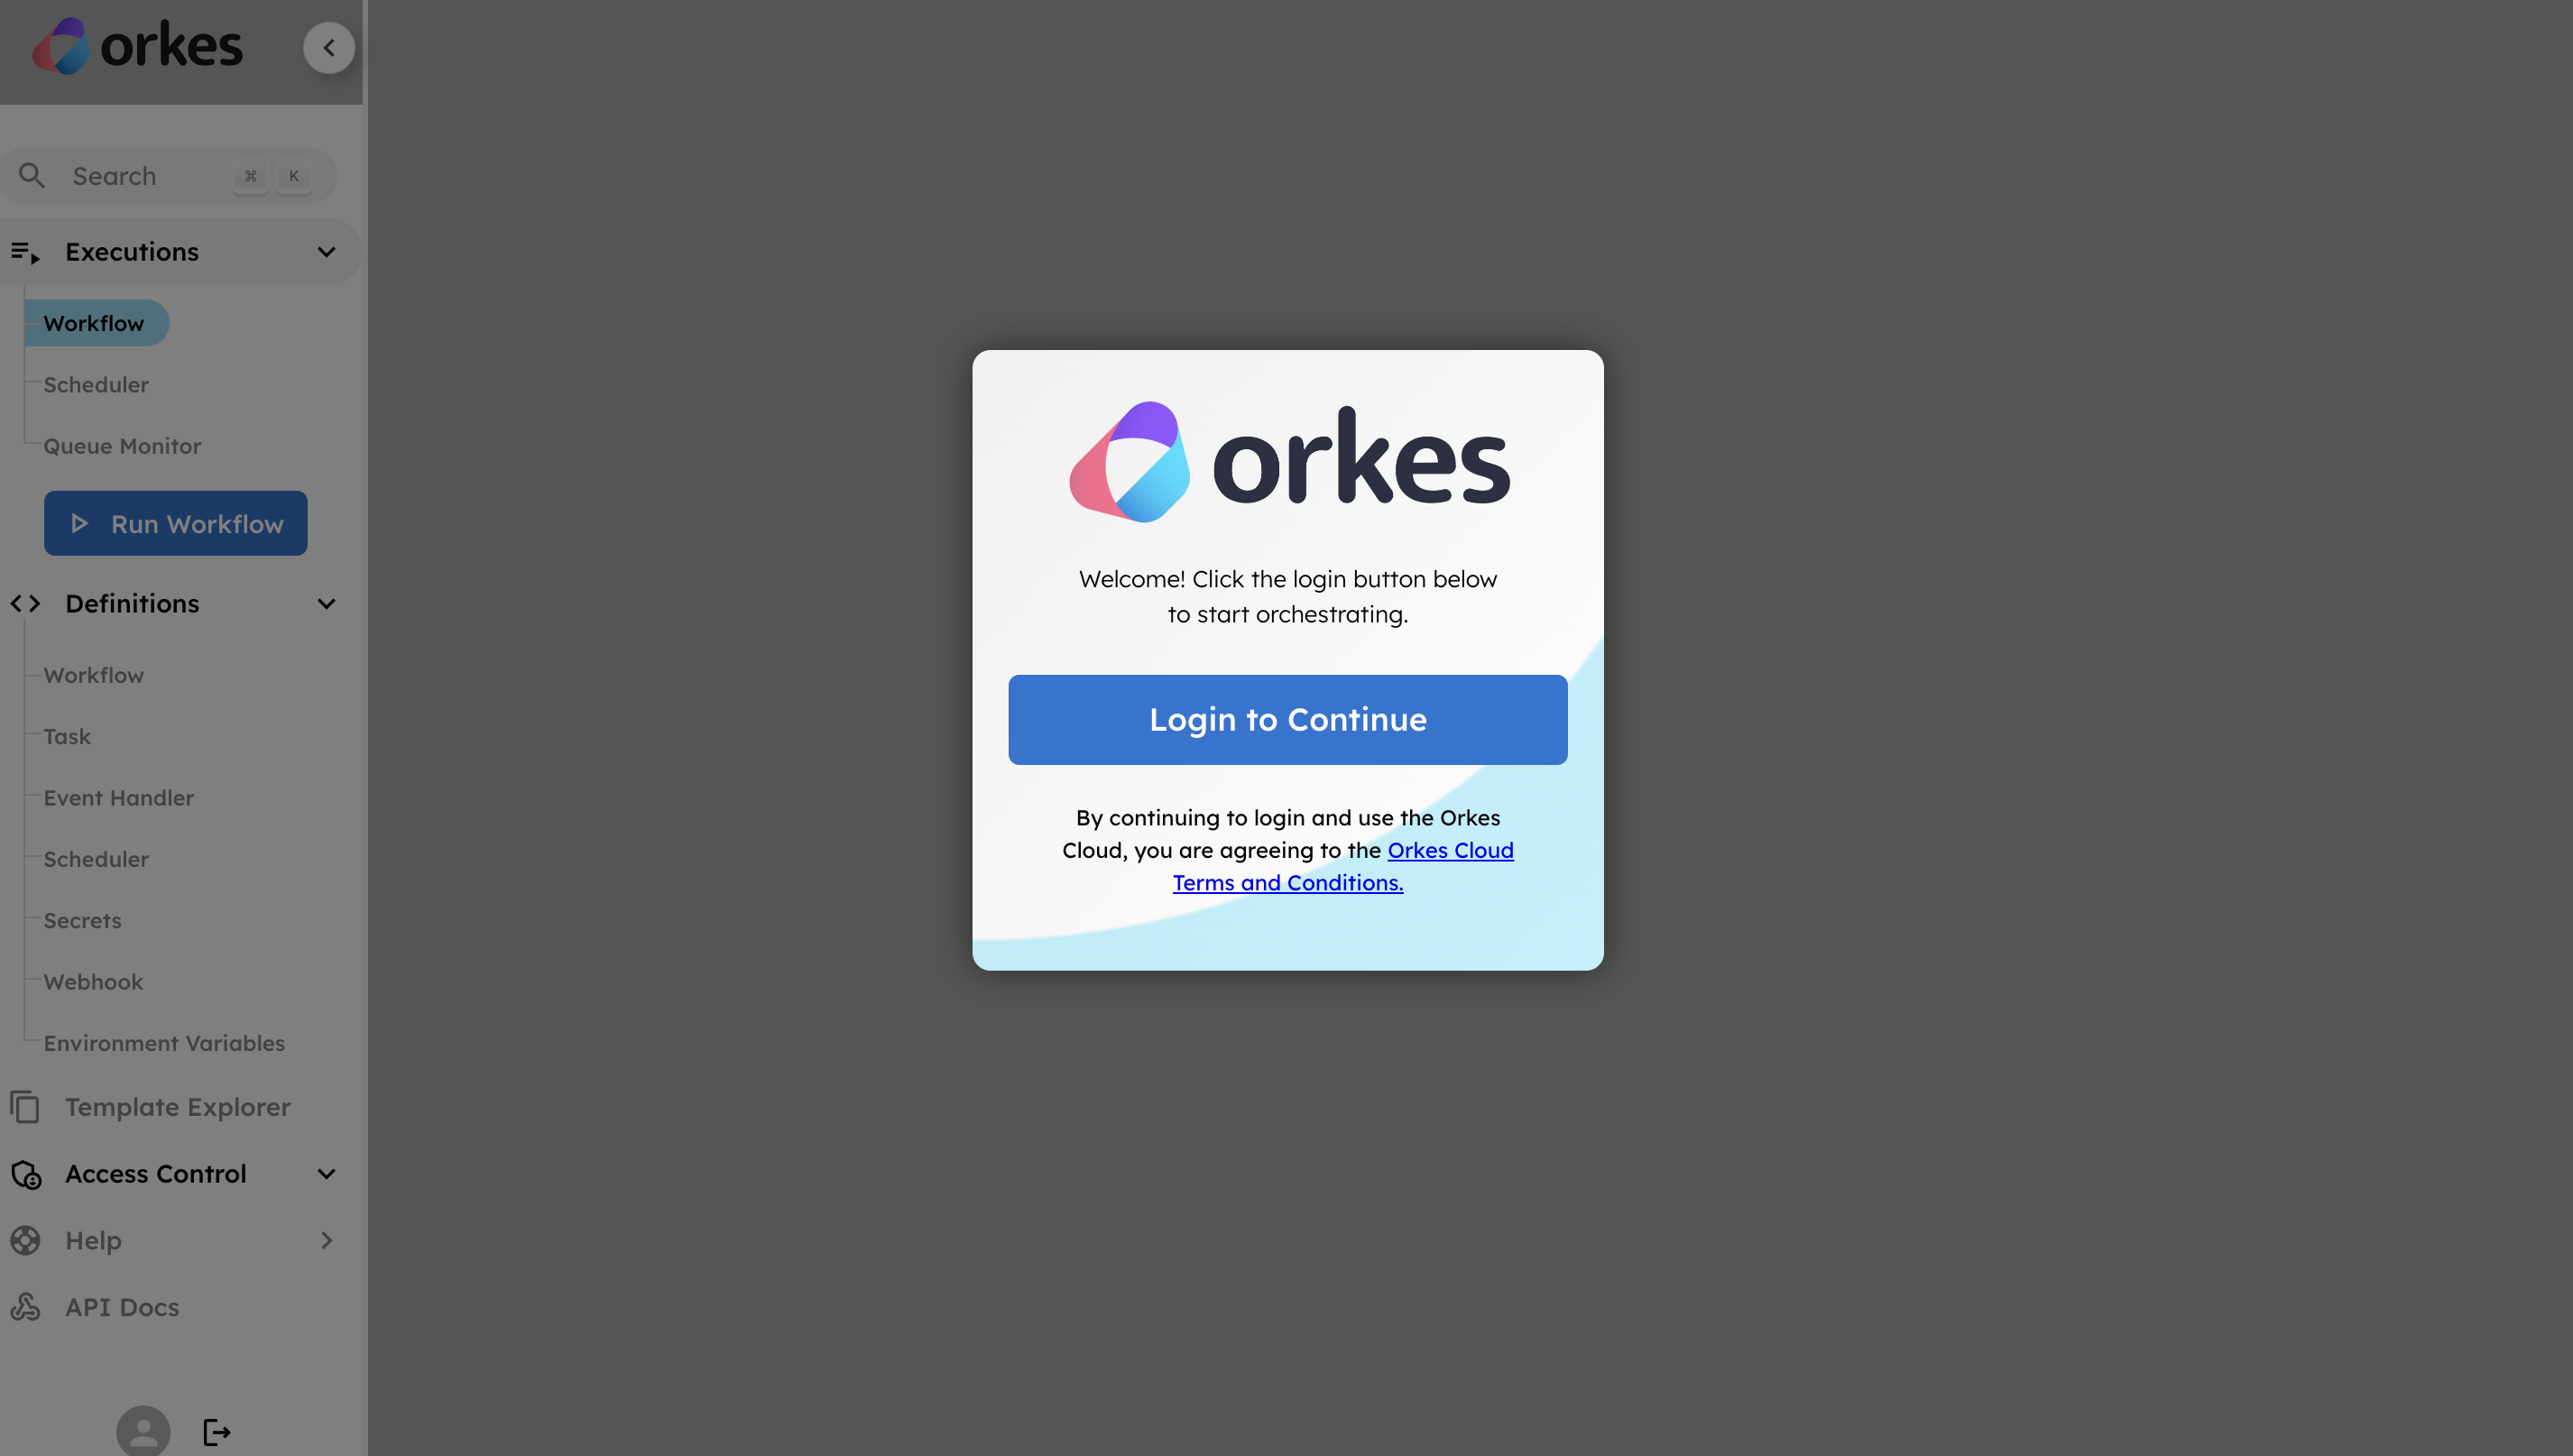 orkes
Search ⌘ K
Executions
Workflow
Scheduler
Queue Monitor
Run Workflow
Definitions
Workflow
Task
Event Handler
Scheduler
Secrets
Webhook
Environment Variables
Template Explorer
Access Control
Help
API Docs
orkes
Welcome! Click the login button below
to start orchestrating.
Login to Continue
By continuing to login and use the Orkes
Cloud, you are agreeing to the Orkes Cloud
Terms and Conditions.